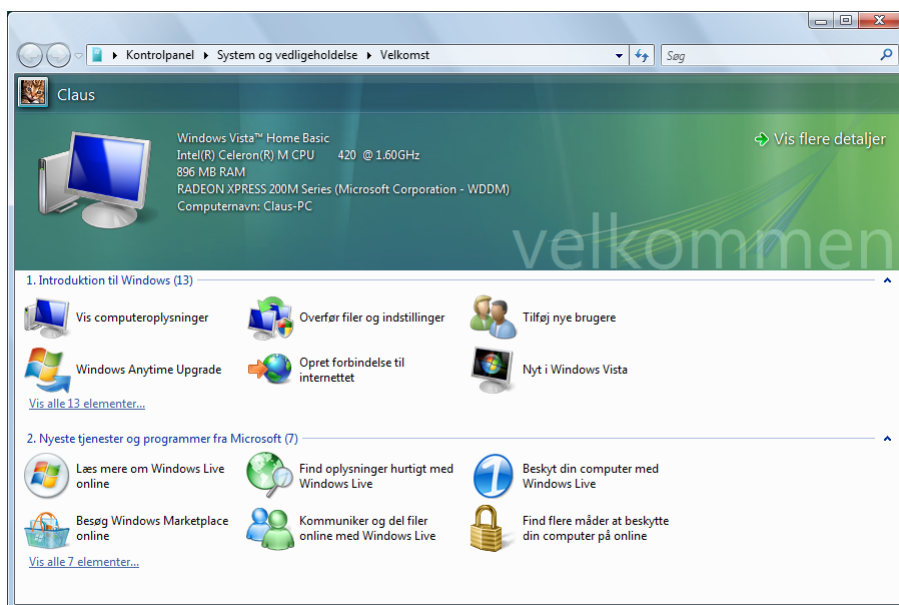 Kontrolpanel ▸ System og vedligeholdelse ▸ Velkomst
Søg
Claus
Windows Vista™ Home Basic
Vis flere detaljer
Intel(R) Celeron(R) M CPU 420 @ 1.60GHz
896 MB RAM
RADEON XPRESS 200M Series (Microsoft Corporation - WDDM)
Computernavn: Claus-PC
velkommen
1. Introduktion til Windows (13)
Vis computeroplysninger
Overfør filer og indstillinger
Tilføj nye brugere
Windows Anytime Upgrade
Opret forbindelse til
internettet
Nyt i Windows Vista
Vis alle 13 elementer...
2. Nyeste tjenester og programmer fra Microsoft (7)
Læs mere om Windows Live
online
Find oplysninger hurtigt med
Windows Live
Beskyt din computer med
Windows Live
Besøg Windows Marketplace
online
Kommuniker og del filer
online med Windows Live
Find flere måder at beskytte
din computer på online
Vis alle 7 elementer...